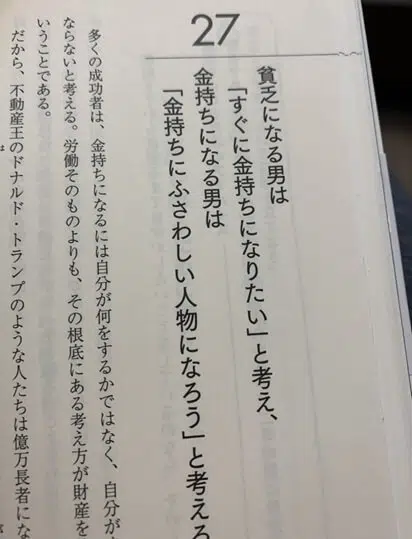 27
貧乏になる男は
「すぐに金持ちになりたい」と考え、
金持ちになる男は
「金持ちにふさわしい人物になろう」と考える
多くの成功者は、金持ちになるには自分が何をするかではなく、自分が
ならないと考える。労働そのものよりも、その根底にある考え方が財産を
いうことである。
だから、不動産王のドナルド・トランプのような人たちは億万長者にな